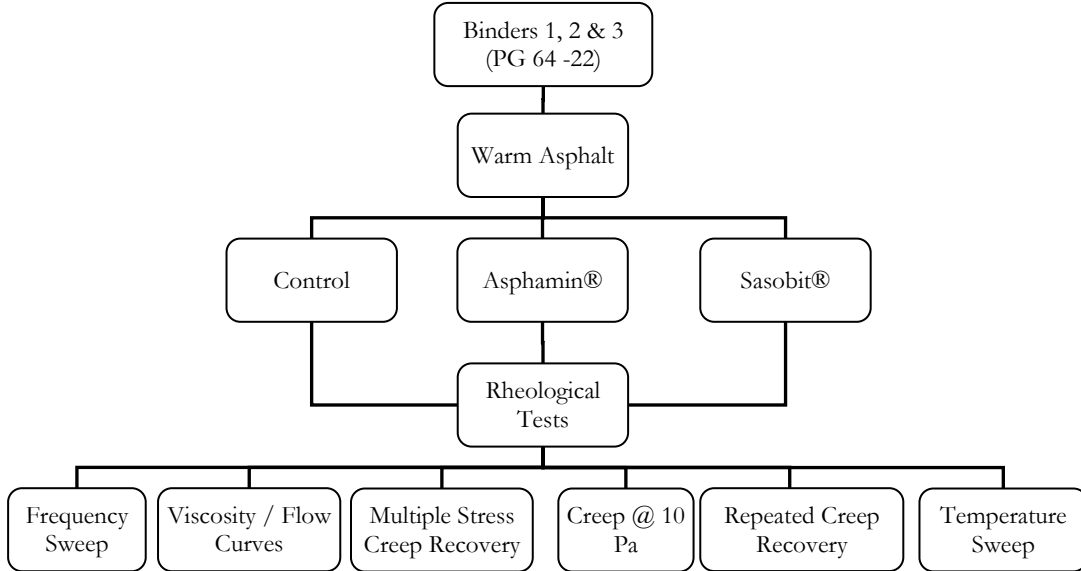 Binders 1, 2 & 3
(PG 64 -22)
Warm Asphalt
Control
Asphamin®
Sasobit®
Rheological
Tests
Frequency
Sweep
Viscosity / Flow
Curves
Multiple Stress
Creep Recovery
Creep @ 10
Pa
Repeated Creep
Recovery
Temperature
Sweep